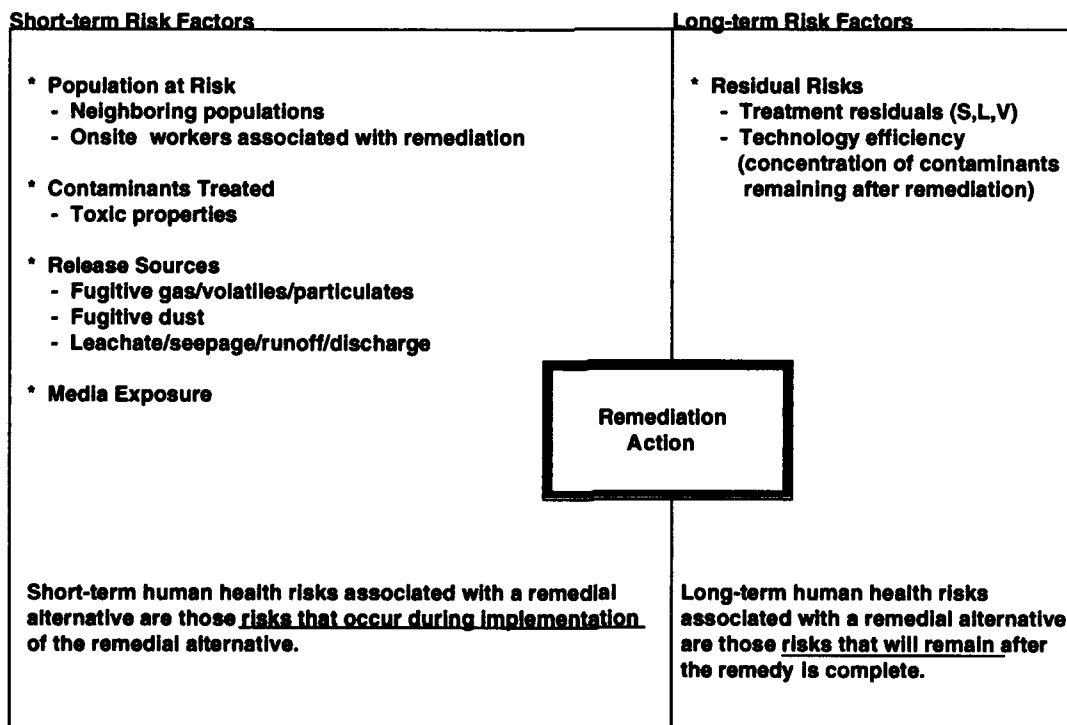 Short-term Risk Factors
* Population at Risk
- Neighboring populations
- Onsite workers associated with remediation
* Contaminants Treated
- Toxic properties
* Release Sources
- Fugitive gas/volatiles/particulates
- Fugitive dust
- Leachate/seepage/runoff/discharge
* Media Exposure
Short-term human health risks associated with a remedial
alternative are those risks that occur during implementation
of the remedial alternative.
Remediation
Action
Long-term Risk Factors
* Residual Risks
- Treatment residuals (S,L,V)
- Technology efficiency
(concentration of contaminants
remaining after remediation)
Long-term human health risks
associated with a remedial alternative
are those risks that will remain after
the remedy is complete.